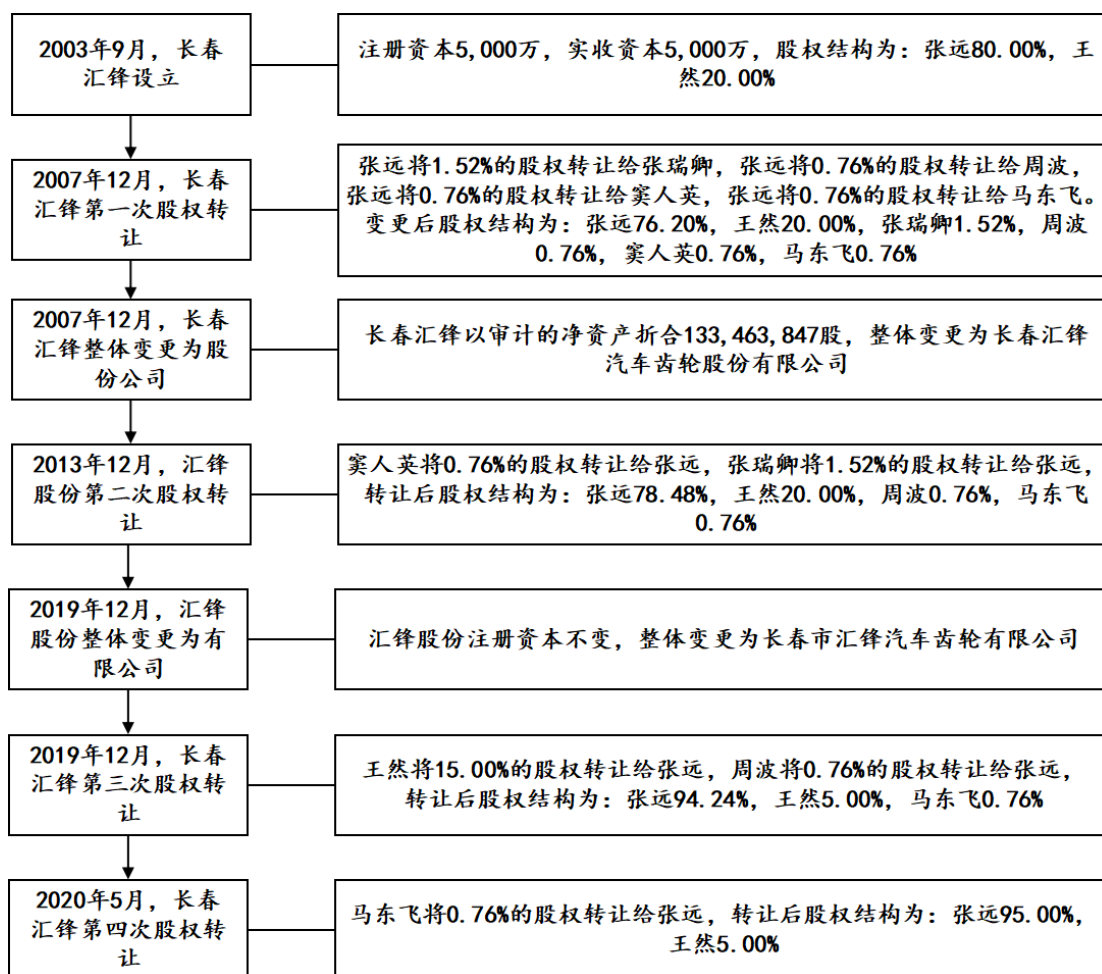 2003年9月，长春
汇锋设立
注册资本5,000万，实收资本5,000万，股权结构为：张远80.00%，王
然20.00%
2007年12月，长春
汇锋第一次股权转
让
张远将1.52%的股权转让给张瑞卿，张远将0.76%的股权转让给周波，
张远将0.76%的股权转让给窦人英，张远将0.76%的股权转让给马东飞。
变更后股权结构为：张远76.20%，王然20.00%，张瑞卿1.52%，周波
0.76%，窦人英0.76%，马东飞0.76%
2007年12月，长春
汇锋整体变更为股
份公司
长春汇锋以审计的净资产折合133,463,847股，整体变更为长春汇锋
汽车齿轮股份有限公司
2013年12月，汇锋
股份第二次股权转
让
窦人英将0.76%的股权转让给张远，张瑞卿将1.52%的股权转让给张远，
转让后股权结构为：张远78.48%，王然20.00%，周波0.76%，马东飞
0.76%
2019年12月，汇锋
股份整体变更为有
限公司
汇锋股份注册资本不变，整体变更为长春市汇锋汽车齿轮有限公司
2019年12月，长春
汇锋第三次股权转
让
王然将15.00%的股权转让给张远，周波将0.76%的股权转让给张远，
转让后股权结构为：张远94.24%，王然5.00%，马东飞0.76%
2020年5月，长春
汇锋第四次股权转
让
马东飞将0.76%的股权转让给张远，转让后股权结构为：张远95.00%，
王然5.00%